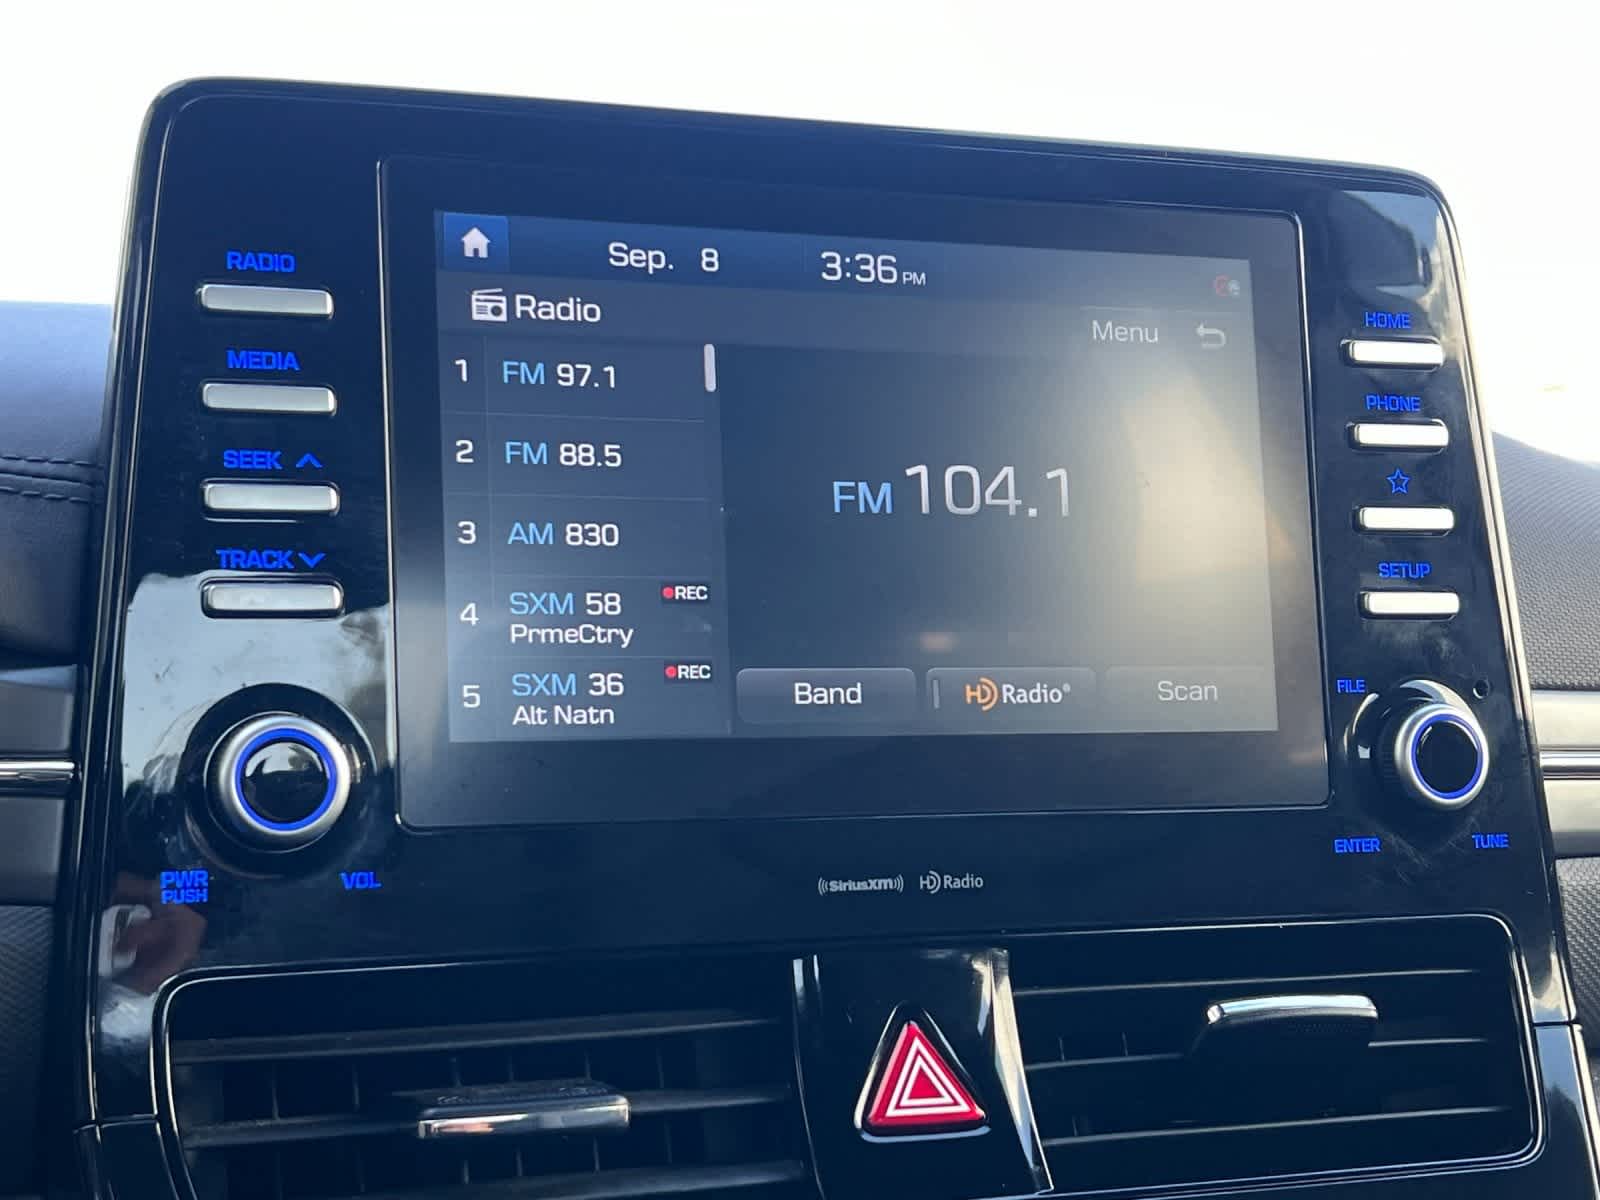 RADIO
MEDIA
SEEK
TRACK
PWR
PUSH
VOL
Sep. 8 3:36 PM
Radio
Menu
1 FM 97.1
2 FM 88.5
3 AM 830
4 SXM 58 REC
PrmeCtry
5 SXM 36 REC
Alt Natn
FM 104.1
Band HD Radio® Scan
HOME
PHONE
SETUP
FILE
ENTER
TUNE
((SiriusXM)) HD Radio